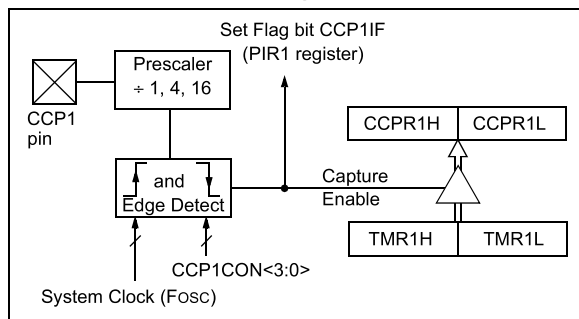 Set Flag bit CCP1IF
(PIR1 register)
Prescaler
÷ 1, 4, 16
CCP1
pin
CCPR1H
CCPR1L
and
Edge Detect
Capture
Enable
TMR1H
TMR1L
CCP1CON<3:0>
System Clock (FOSC)